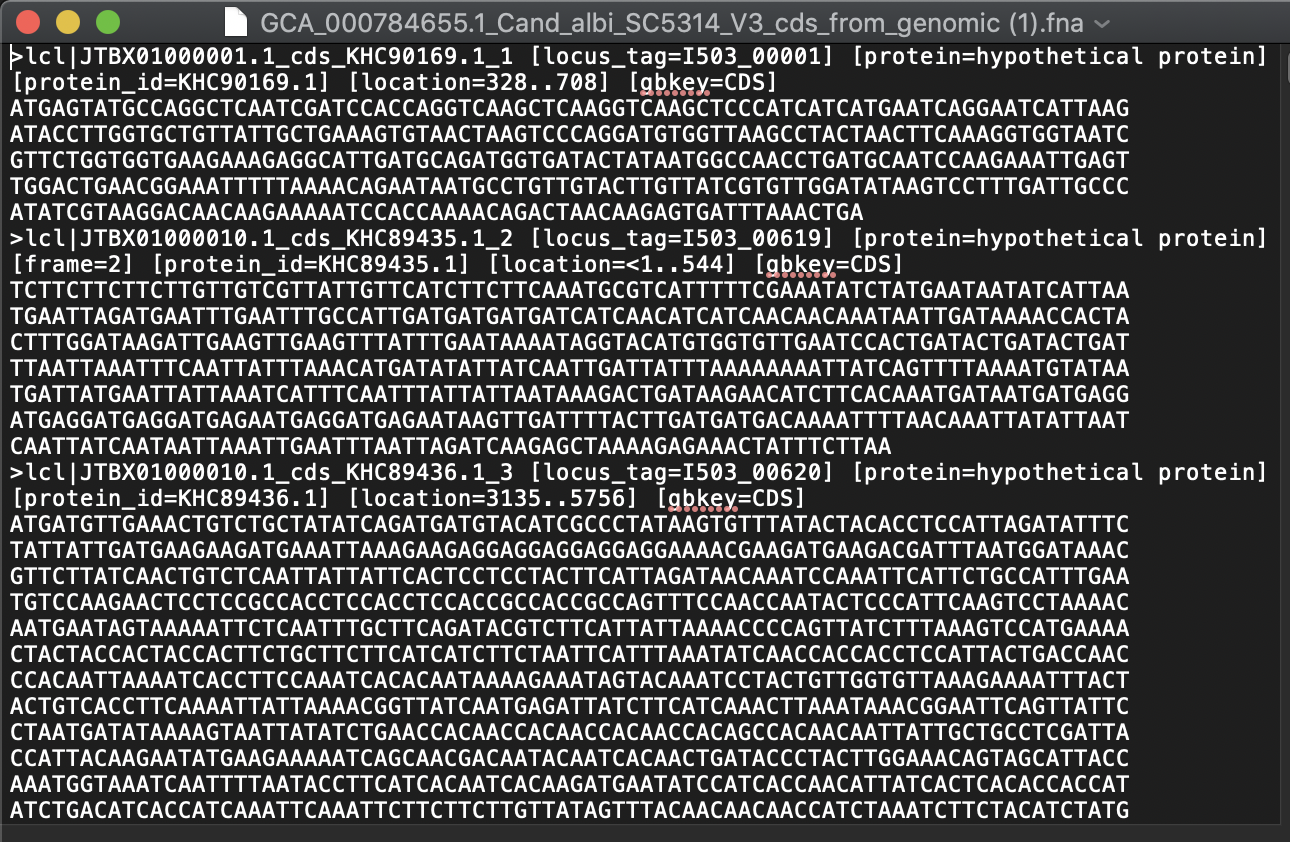 GCA_000784655.1_Cand_albi_SC5314_V3_cds_from_genomic (1).fna
>lcl|JTBX01000001.1_cds_KHC90169.1_1 [locus_tag=I503_00001] [protein=hypothetical protein]
[protein_id=KHC90169.1] [location=328..708] [gbkey=CDS]
ATGAGTATGCCAGGCTCAATCGATCCACCAGGTCAAGCTCAAGGTCAAGCTCCCATCATCATGAATCAGGAATCATTAAG
ATACCTTGGTGCTGTTATTGCTGAAAGTGTAACTAAGTCCCAGGATGTGGTTAAGCCTACTAACTTCAAAGGTGGTAATC
GTTCTGGTGGTGAAGAAAGAGGCATTGATGCAGATGGTGATACTATAATGGCCAACCTGATGCAATCCAAGAAATTGAGT
TGGACTGAACGGAAATTTTTAAAACAGAATAATGCCTGTTGTACTTGTTATCGTGTTGGATATAAGTCCTTTGATTGCCC
ATATCGTAAGGACAACAAGAAAAATCCACCAAAACAGACTAACAAGAGTGATTTAAACTGA
>lcl|JTBX01000010.1_cds_KHC89435.1_2 [locus_tag=I503_00619] [protein=hypothetical protein]
[frame=2] [protein_id=KHC89435.1] [location=<1..544] [gbkey=CDS]
TCTTCTTCTTCTTGTTGTCGTTATTGTTCATCTTCTTCAAATGCGTCATTTTTCGAAATATCTATGAATAATATCATTAA
TGAATTAGATGAATTTGAATTTGCCATTGATGATGATGATCATCAACATCATCAACAACAAATAATTGATAAAACCACTA
CTTTGGATAAGATTGAAGTTGAAGTTTATTTGAATAAAATAGGTACATGTGGTGTTGAATCCACTGATACTGATACTGAT
TTAATTAAATTTCAATTATTTAAACATGATATATTATCAATTGATATTTAAAAAAAATTATCAGTTTTAAAATGTATAA
TGATTATGAATTATTAAATCATTTCAATTATTATTAATAAAGACTGATAAGAACATCTTCACAAATGATAATGATGAGG
ATGAGGATGAGGATGAGAATGAGGATGAGAATAAGTTGATTTTACTTGATGATGACAAAATTTTAACAAATTATATTAAT
CAATTATCAATAATTAAATTGAATTTAATTAGATCAAGAGCTAAAAGAGAAACTATTTCTTAA
>lcl|JTBX01000010.1_cds_KHC89436.1_3 [locus_tag=I503_00620] [protein=hypothetical protein]
[protein_id=KHC89436.1] [location=3135..5756] [gbkey=CDS]
ATGATGTTGAAACTGTCTGCTATATCAGATGATGTACATCGCCCTATAAGTGTTTATACTACACCTCCATTAGATATTTC
TATTATTGATGAAGAAGATGAAATTAAAGAAGAGGAGGAGGAGGAGGAAAACGAAGATGAAGACGATTTAATGGATAAAC
GTTCTTATCAACTGTCTCAATTATTATTCACTCCTCCTACTTCATTAGATAACAAATCCAAATTCATTCTGCCATTTGAA
TGTCCAAGAACTCCTCCGCCACCTCCACCTCCACCGCCACCGCCAGTTTCCAACCAATACTCCCATTCAAGTCCTAAAAC
AATGAATAGTAAAAATTCTCAATTTGCTTCAGATACGTCTTCATTATTAAAACCCCAGTTATCTTTAAAGTCCATGAAAA
CTACTACCACTACCACTTCTGCTTCTTCATCATCTTCTAATTCATTTAAATATCAACCACCACCTCCATTACTGACCAAC
CCACAATTAAAATCACCTTCCAAATCACACAATAAAAGAAATAGTACAAATCCTACTGTTGGTGTTAAAGAAAATTTACT
ACTGTCACCTTCAAAATTATTAAAACGGTTATCAATGAGATTATCTTCATCAAACTTAAATAAACGGAATTCAGTTATTC
CTAATGATATAAAAGTAATTATATCTGAACCACAACCACAACCACAACCACAGCCACAACAATTATTGCTGCCTCGATTA
CCATTACAAGAATATGAAGAAAAATCAGCAACGACAATACAATCACAACTGATACCCTACTTGGAAACAGTAGCATTACC
AAATGGTAAATCAATTTTAATACCTTCATCACAATCACAAGATGAATATCCATCACCAACATTATCACTCACACCACCAT
ATCTGACATCACCATCAAATTCAAATTCTTCTTCTTGTTATAGTTTACAACAACAACCATCTAAATCTTCTACATCTATG